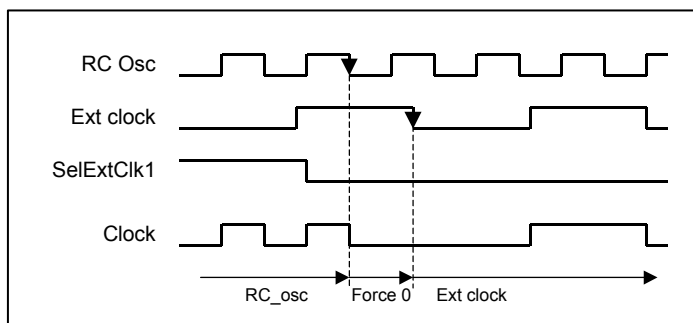 RC Osc
Ext clock
SelExtClk1
Clock
RC_osc Force 0 Ext clock